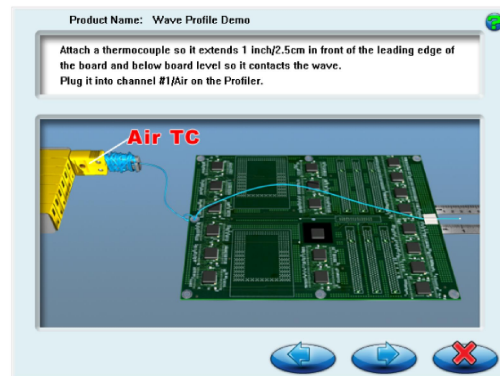 Product Name: Wave Profile Demo
Attach a thermocouple so it extends 1 inch/2.5cm in front of the leading edge of
the board and below board level so it contacts the wave.
Plug it into channel #1/Air on the Profiler.
Air TC